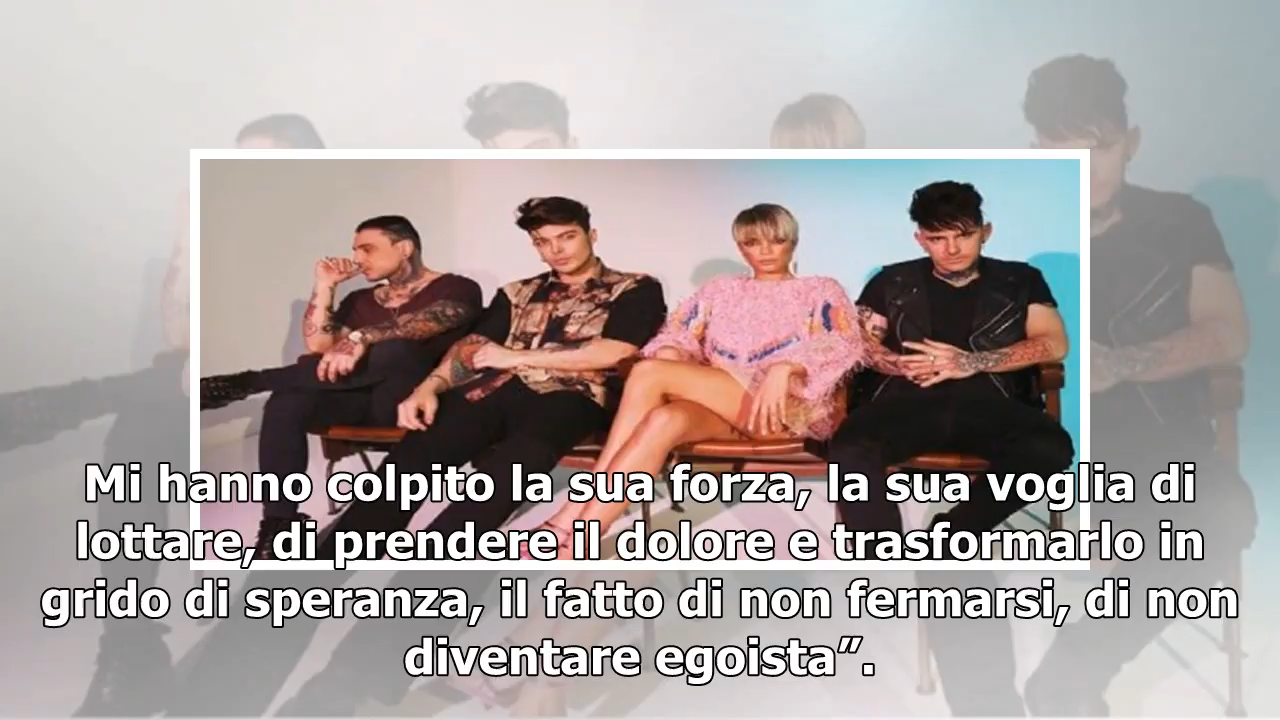 Mi hanno colpito la sua forza, la sua voglia di
lottare, di prendere il dolore e trasformarlo in
grido di speranza, il fatto di non fermarsi, di non
diventare egoista”.